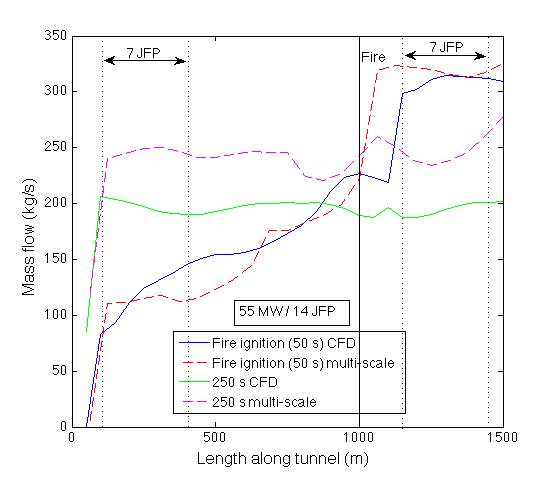 7 JFP
Fire
7 JFP
350
300
250
200
150
100
50
0
Mass flow (kg/s)
55 MW / 14 JFP
Fire ignition (50 s) CFD
Fire ignition (50 s) multi-scale
250 s CFD
250 s multi-scale
0 500 1000 1500
Length along tunnel (m)